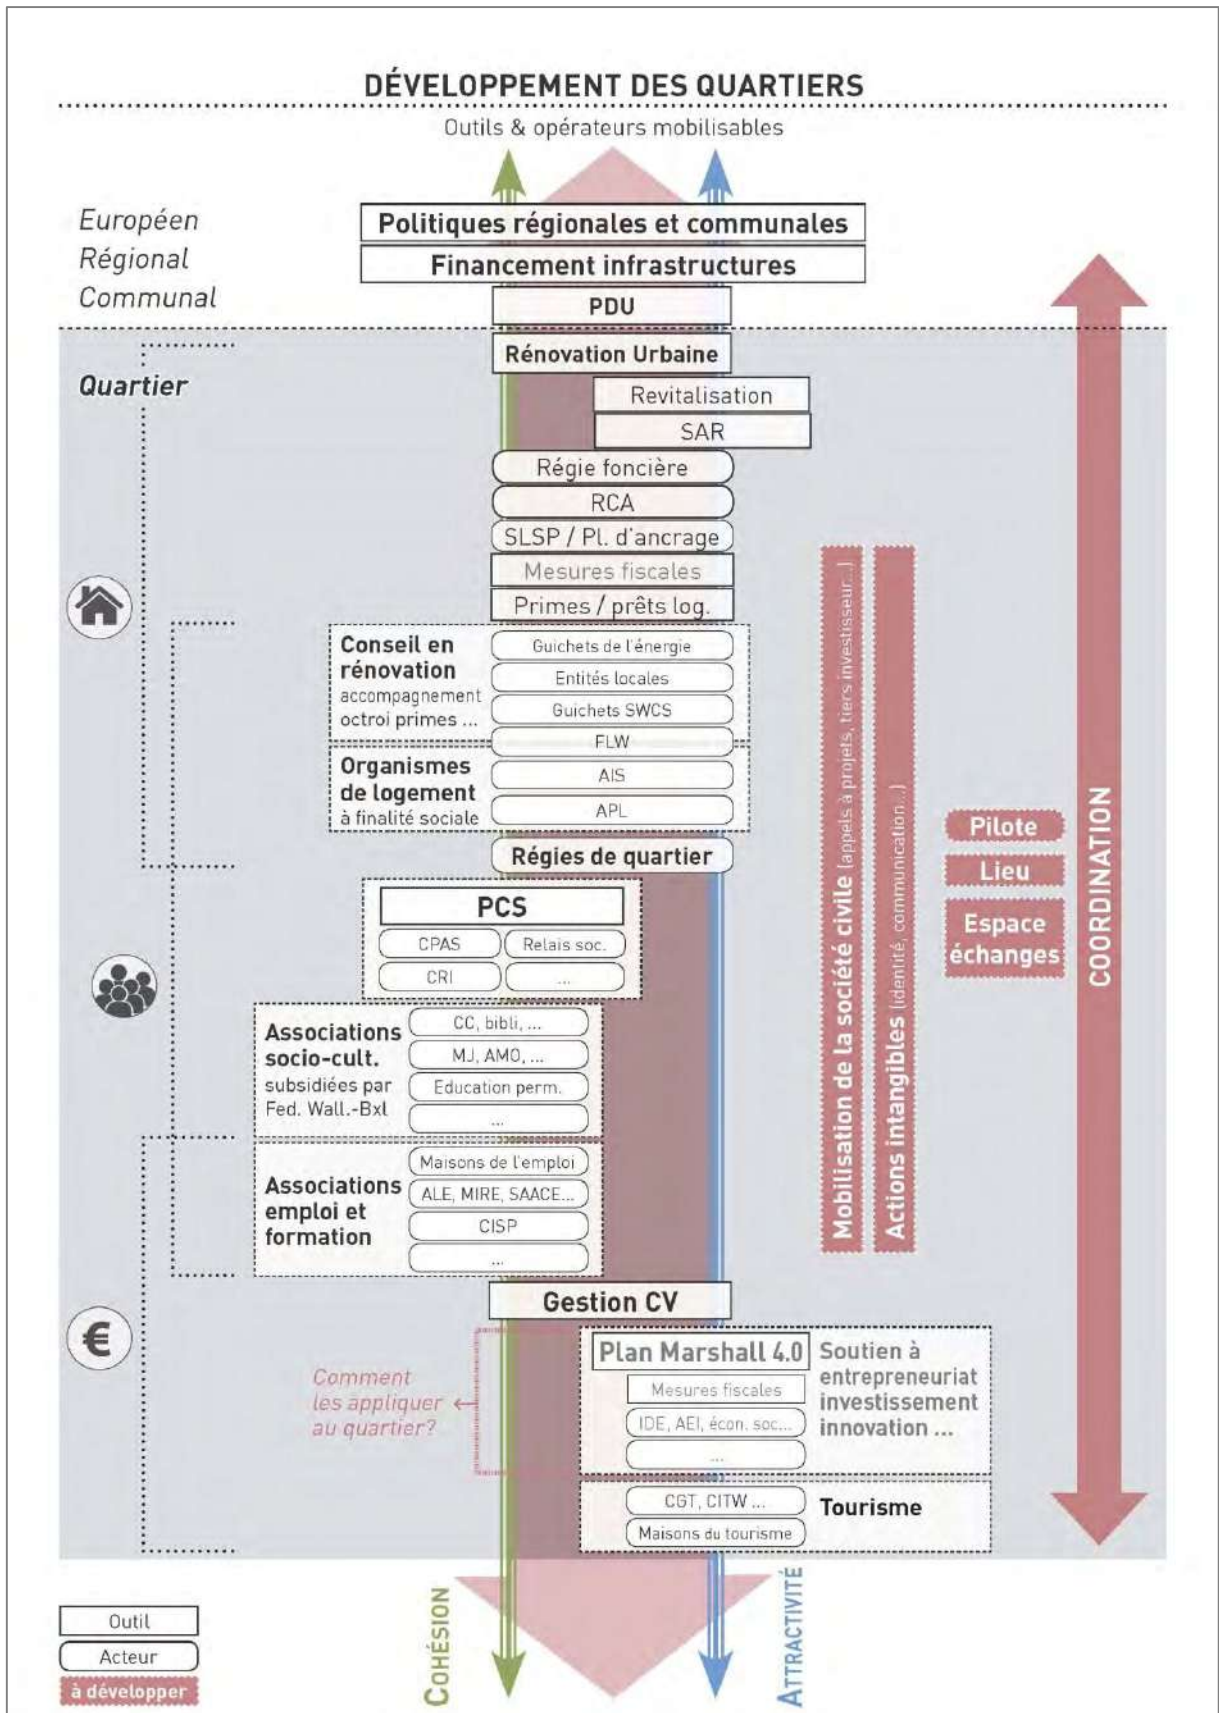 DÉVELOPPEMENT DES QUARTIERS
Outils & opérateurs mobilisables
Européen
Régional
Communal
Politiques régionales et communales
Financement infrastructures
PDU
Quartier
Rénovation Urbaine
Revitalisation
SAR
Régie foncière
RCA
SLSP / Pl. d'ancrage
Mesures fiscales
Primes / prêts log.
Conseil en
rénovation
accompagnement
octroi primes ...
Guichets de l'énergie
Entités locales
Guichets SWCS
FLW
Organismes
de logement
à finalité sociale
AIS
APL
Régies de quartier
PCS
CPAS
Relais soc.
CRI
...
Associations
socio-cult.
subsidiées par
Fed. Wall.-Bxl
CC, bibli, ...
MJ, AMO, ...
Education perm.
...
Associations
emploi et
formation
Maisons de l'emploi
ALE, MIRE, SAACE...
CISP
...
Gestion CV
Comment
les appliquer
au quartier?
Plan Marshall 4.0
Mesures fiscales
IDE, AEI, écon. soc...
...
Soutien à
entrepreneuriat
investissement
innovation ...
CGT, CITW ...
Maisons du tourisme
Tourisme
Mobilisation de la société civile (appels à projets, tiers investisseur...)
Actions intangibles (identité, communication...)
Pilote
Lieu
Espace
échanges
COORDINATION
€
COHÉSION
ATTRACTIVITÉ
Outil
Acteur
à développer